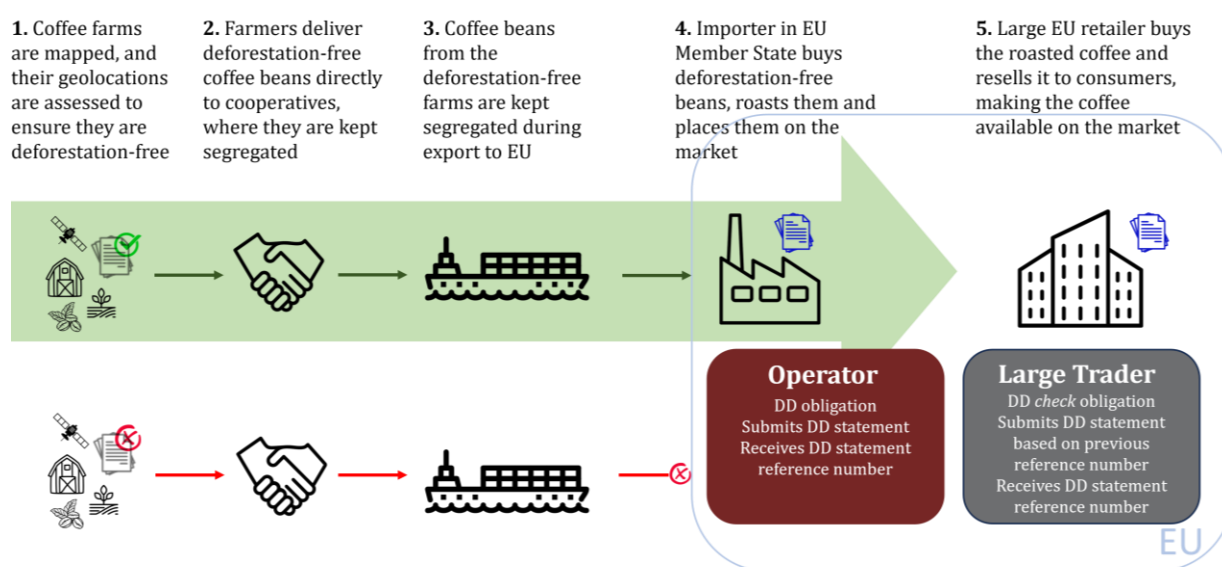 1. Coffee farms
are mapped, and
their geolocations
are assessed to
ensure they are
deforestation-free
2. Farmers deliver
deforestation-free
coffee beans directly
to cooperatives,
where they are kept
segregated
3. Coffee beans
from the
deforestation-free
farms are kept
segregated during
export to EU
4. Importer in EU
Member State buys
deforestation-free
beans, roasts them and
places them on the
market
5. Large EU retailer buys
the roasted coffee and
resells it to consumers,
making the coffee
available on the market
Operator
DD obligation
Submits DD statement
Receives DD statement
reference number
Large Trader
DD check obligation
Submits DD statement
based on previous
reference number
Receives DD statement
reference number
EU